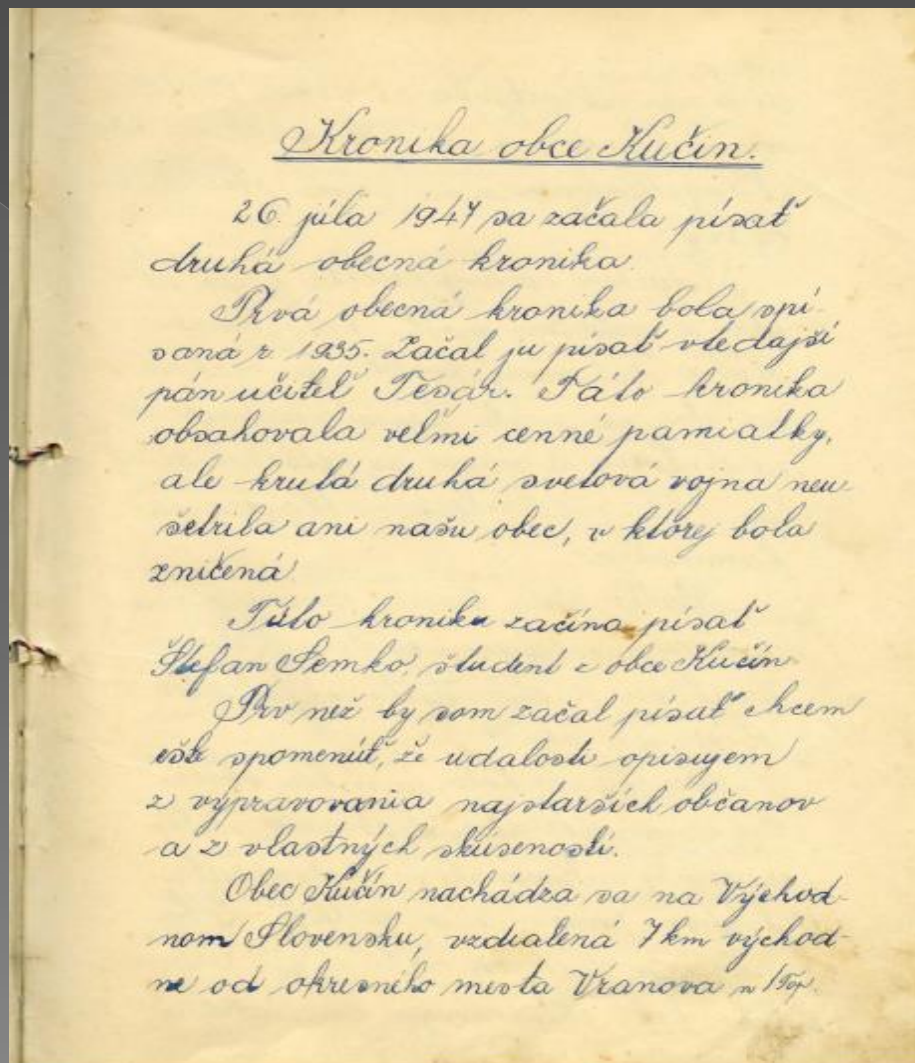 Kronika obce Kučín.
26. júla 1947 sa začala písať
druhá obecná kronika.
Prvá obecná kronika bola spí
saná r. 1935. Začal ju písať vtedajší
pán učiteľ Tesár. Táto kronika
obsahovala veľmi cenné pamiatky,
ale krutá druhá svetová vojna neu-
šetrila ani našu obec, v ktorej bola
zničená
Túto kroniku začína písať
Štefan Semko, študent z obce Kučín
Prv než by som začal písať chcem
ešte spomenúť, že udalosti opisujem
z vypravovania najstarších občanov
a z vlastných skúseností.
Obec Kučín nachádza sa na Východ-
nom Slovensku, vzdialená 7 km východ-
ne od okresného mesta Vranova n/Top.